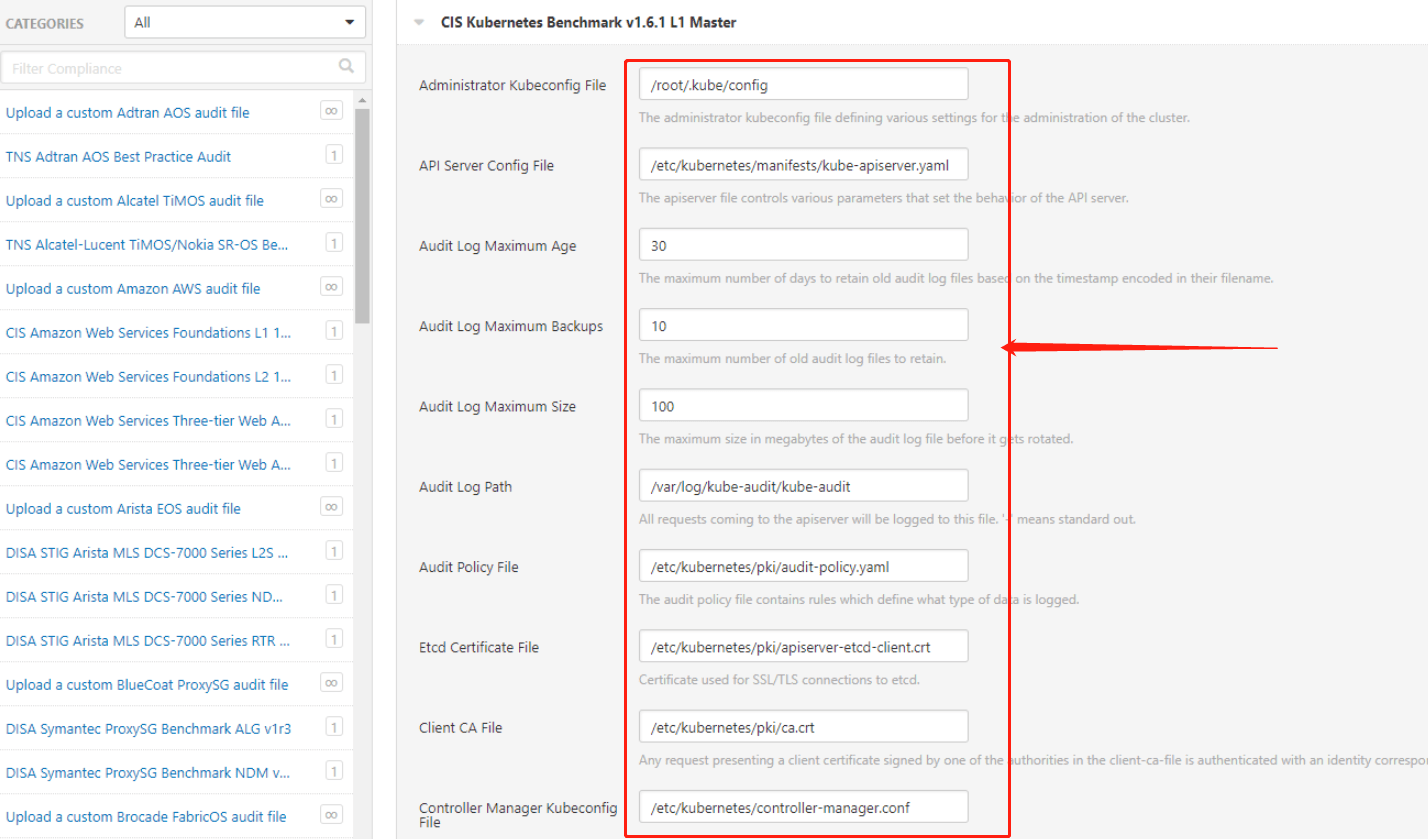 CATEGORIES
All
Filter Compliance
Upload a custom Adtran AOS audit file
∞
TNS Adtran AOS Best Practice Audit
1
Upload a custom Alcatel TiMOS audit file
∞
TNS Alcatel-Lucent TiMOS/Nokia SR-OS Be...
1
Upload a custom Amazon AWS audit file
∞
CIS Amazon Web Services Foundations L1 1...
1
CIS Amazon Web Services Foundations L2 1...
1
CIS Amazon Web Services Three-tier Web A...
1
CIS Amazon Web Services Three-tier Web A...
1
Upload a custom Arista EOS audit file
∞
DISA STIG Arista MLS DCS-7000 Series L2S ...
1
DISA STIG Arista MLS DCS-7000 Series ND...
1
DISA STIG Arista MLS DCS-7000 Series RTR ...
1
Upload a custom BlueCoat ProxySG audit file
∞
DISA Symantec ProxySG Benchmark ALG v1r3
1
DISA Symantec ProxySG Benchmark NDM v...
1
Upload a custom Brocade FabricOS audit file
∞
CIS Kubernetes Benchmark v1.6.1 L1 Master
Administrator Kubeconfig File
/root/.kube/config
The administrator kubeconfig file defining various settings for the administration of the cluster.
API Server Config File
/etc/kubernetes/manifests/kube-apiserver.yaml
The apiserver file controls various parameters that set the behavior of the API server.
Audit Log Maximum Age
30
The maximum number of days to retain old audit log files based on the timestamp encoded in their filename.
Audit Log Maximum Backups
10
The maximum number of old audit log files to retain.
Audit Log Maximum Size
100
The maximum size in megabytes of the audit log file before it gets rotated.
Audit Log Path
/var/log/kube-audit/kube-audit
All requests coming to the apiserver will be logged to this file. '-' means standard out.
Audit Policy File
/etc/kubernetes/pki/audit-policy.yaml
The audit policy file contains rules which define what type of data is logged.
Etcd Certificate File
/etc/kubernetes/pki/apiserver-etcd-client.crt
Certificate used for SSL/TLS connections to etcd.
Client CA File
/etc/kubernetes/pki/ca.crt
Any request presenting a client certificate signed by one of the authorities in the client-ca-file is authenticated with an identity correspo
Controller Manager Kubeconfig
File
/etc/kubernetes/controller-manager.conf